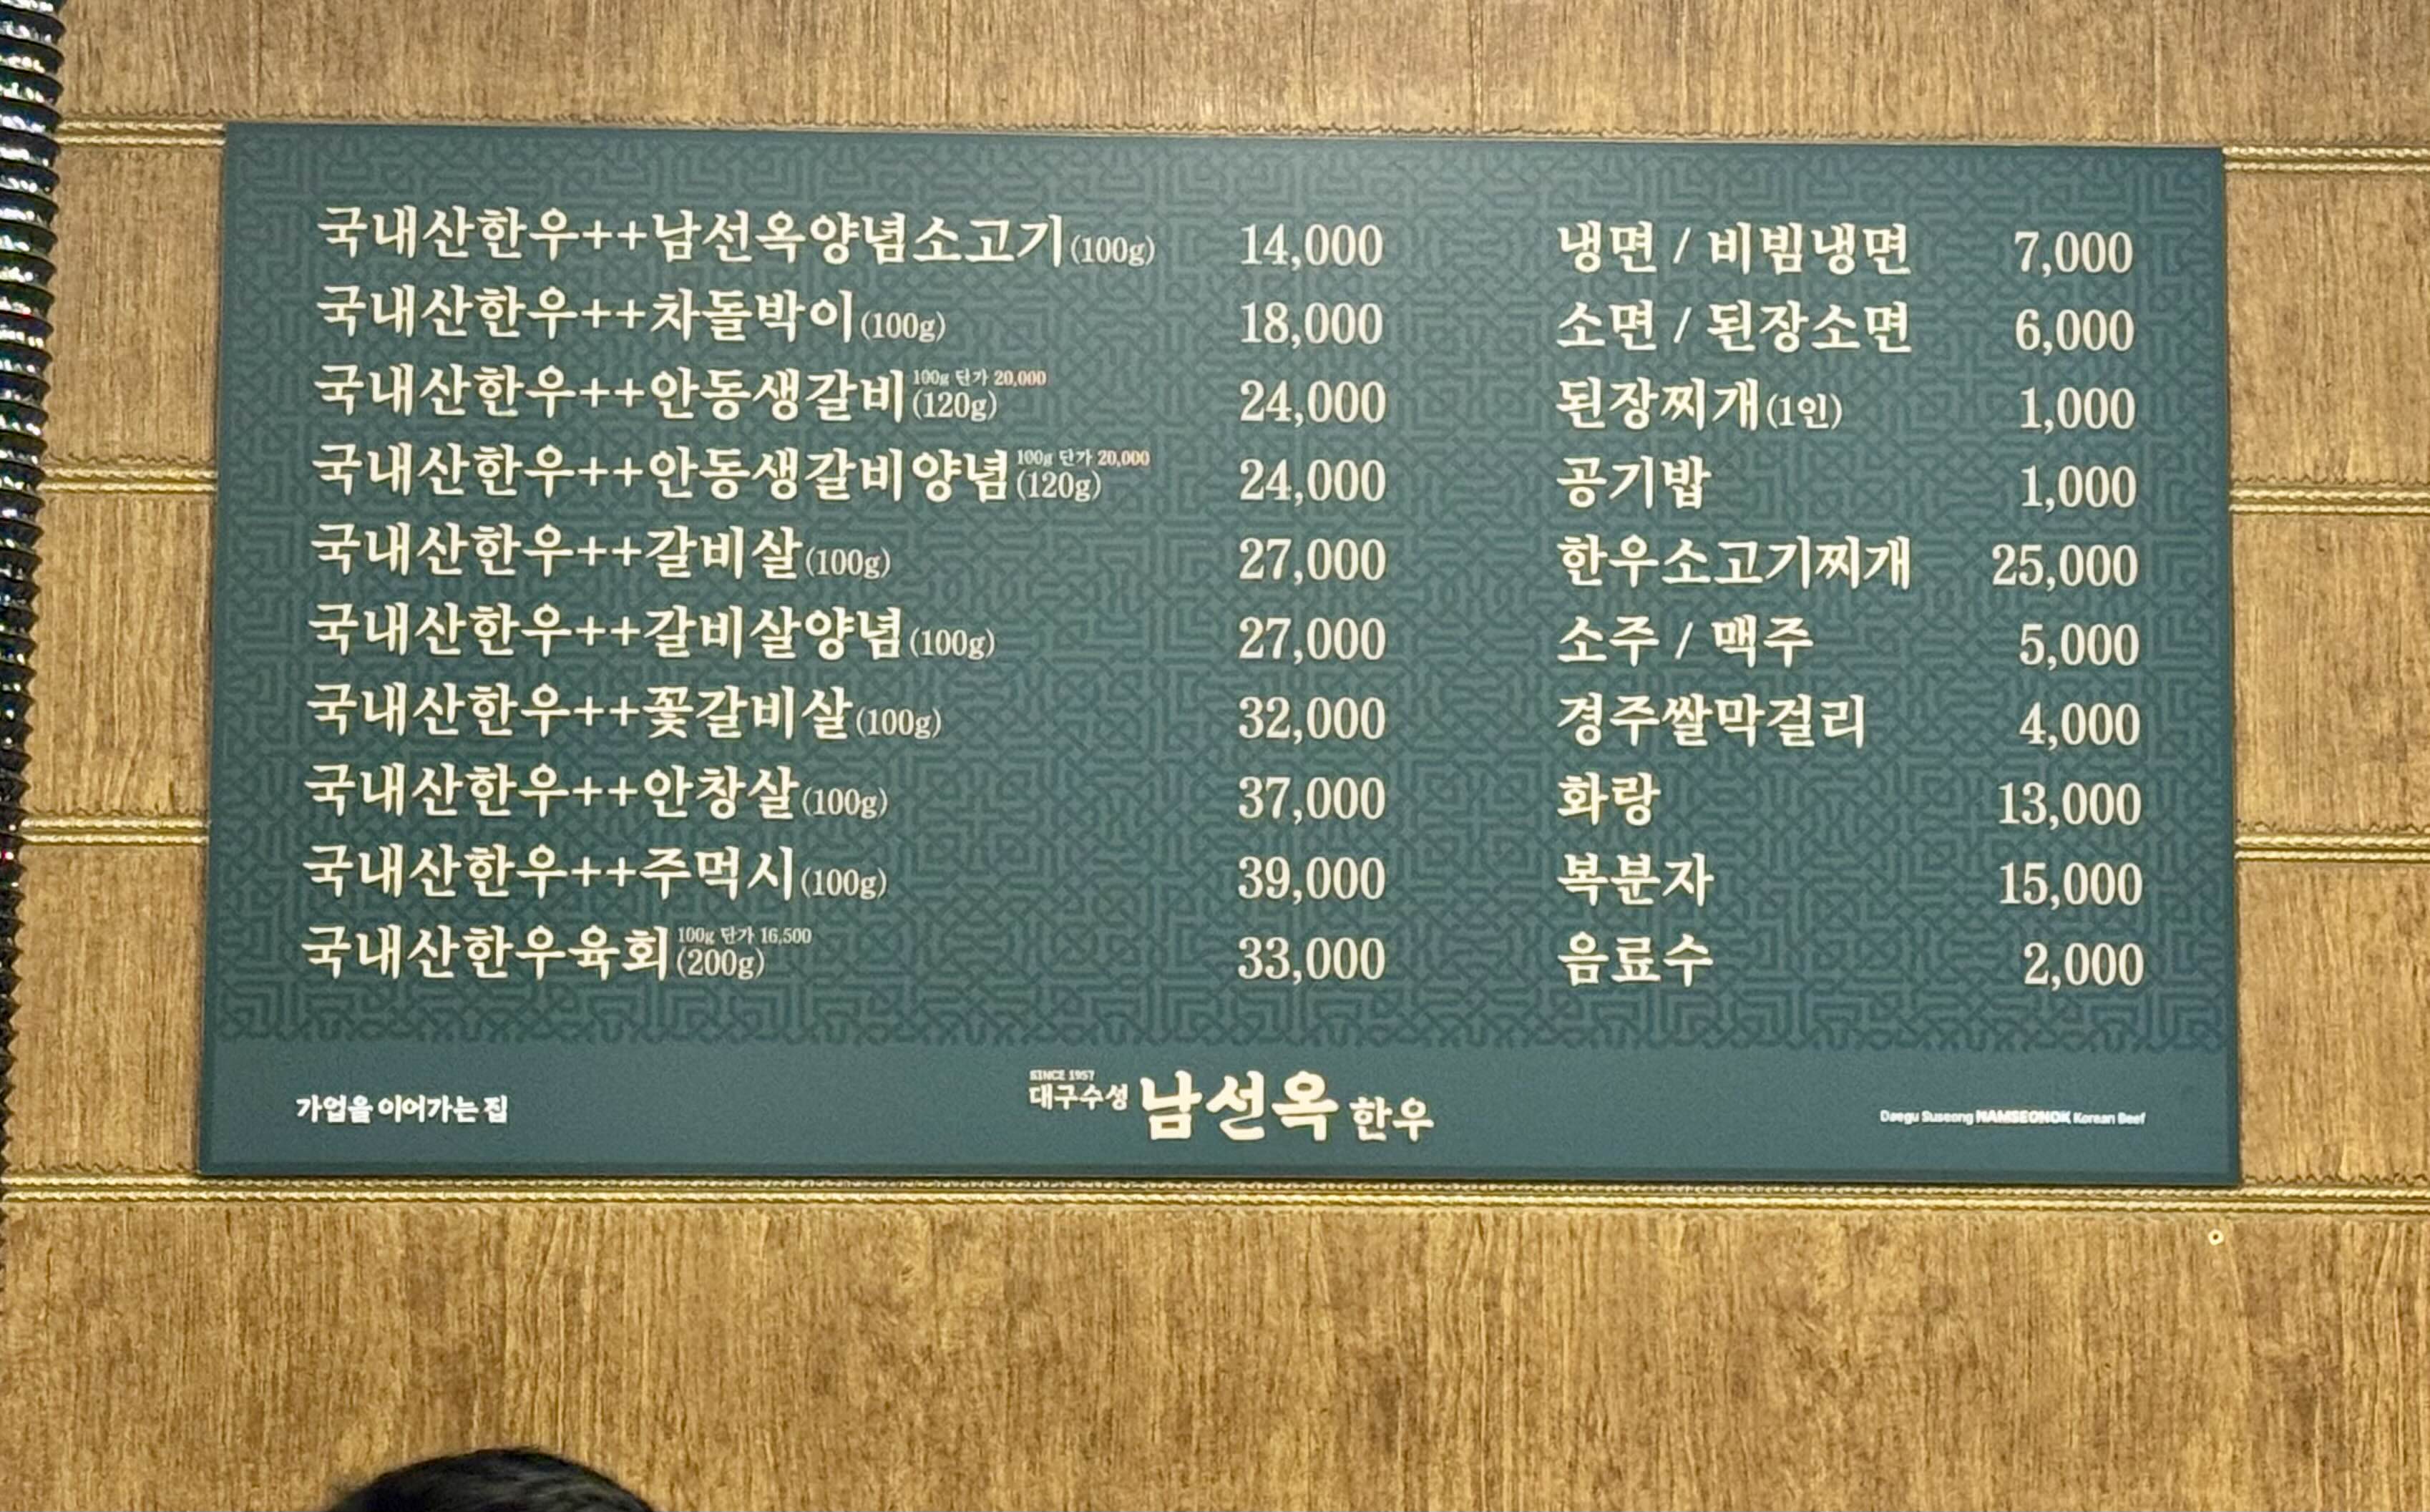 국내산한우++남선옥양념소고기(100g) 14,000
국내산한우++차돌박이(100g) 18,000
국내산한우++안동생갈비 100g 단가 20,000 (120g) 24,000
국내산한우++안동생갈비양념 100g 단가 20,000 (120g) 24,000
국내산한우++갈비살(100g) 27,000
국내산한우++갈비살양념(100g) 27,000
국내산한우++꽃갈비살(100g) 32,000
국내산한우++안창살(100g) 37,000
국내산한우++주먹시(100g) 39,000
국내산한우육회 100g 단가 16,500 (200g) 33,000
냉면 / 비빔냉면 7,000
소면 / 된장소면 6,000
된장찌개(1인) 1,000
공기밥 1,000
한우소고기찌개 25,000
소주 / 맥주 5,000
경주쌀막걸리 4,000
화랑 13,000
복분자 15,000
음료수 2,000
가업을 이어가는 집
SINCE 1957
대구수성 남선옥 한우
Daegu Suseong NAMSEONOK Korean Beef